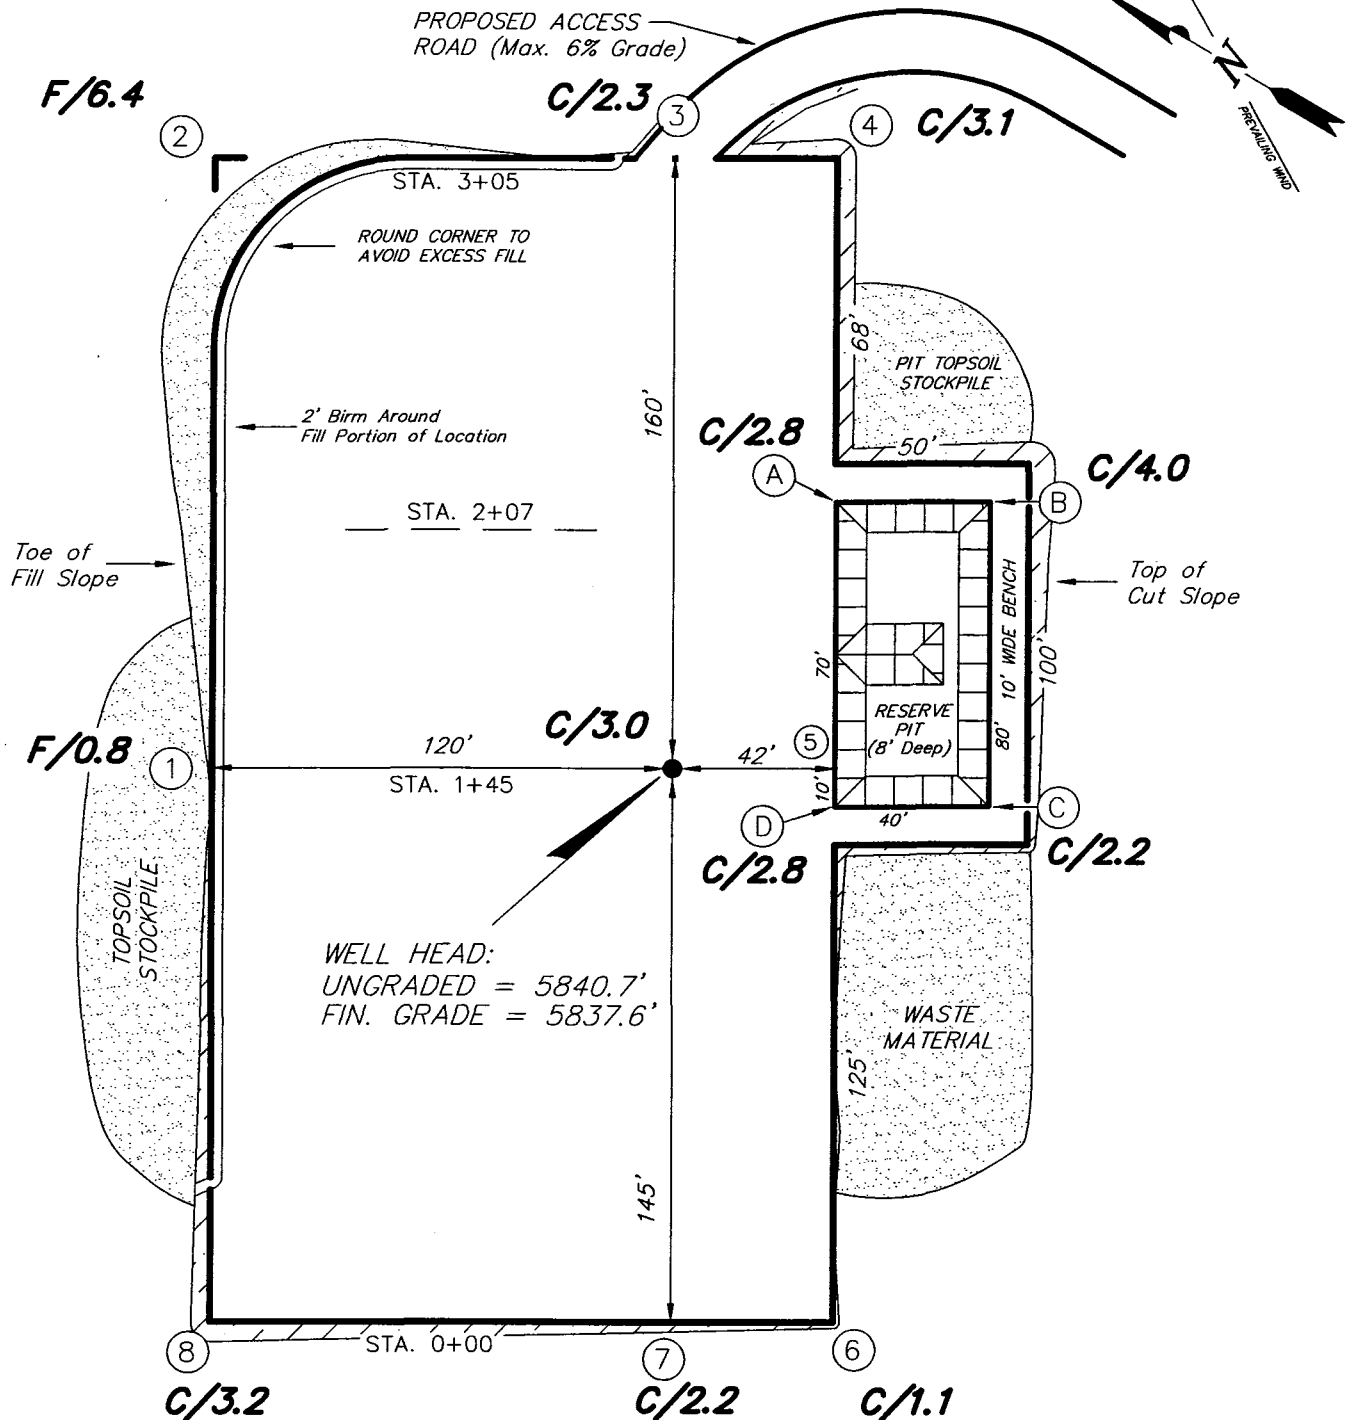 PROPOSED ACCESS
ROAD (Max. 6% Grade)
N
PREVAILING WIND
F/6.4
C/2.3
2
3
4
C/3.1
STA. 3+05
ROUND CORNER TO
AVOID EXCESS FILL
68'
PIT TOPSOIL
STOCKPILE
160'
2' Birm Around
Fill Portion of Location
C/2.8
50'
C/4.0
A
B
STA. 2+07
Toe of
Fill Slope
Top of
Cut Slope
10' WIDE BENCH
100'
70'
RESERVE
PIT
(8' Deep)
80'
F/0.8
1
120'
STA. 1+45
C/3.0
42'
5
10'
40'
D
C
C/2.8
C/2.2
TOPSOIL
STOCKPILE
WELL HEAD:
UNGRADED = 5840.7'
FIN. GRADE = 5837.6'
WASTE
MATERIAL
125'
145'
STA. 0+00
8
7
6
C/3.2
C/2.2
C/1.1